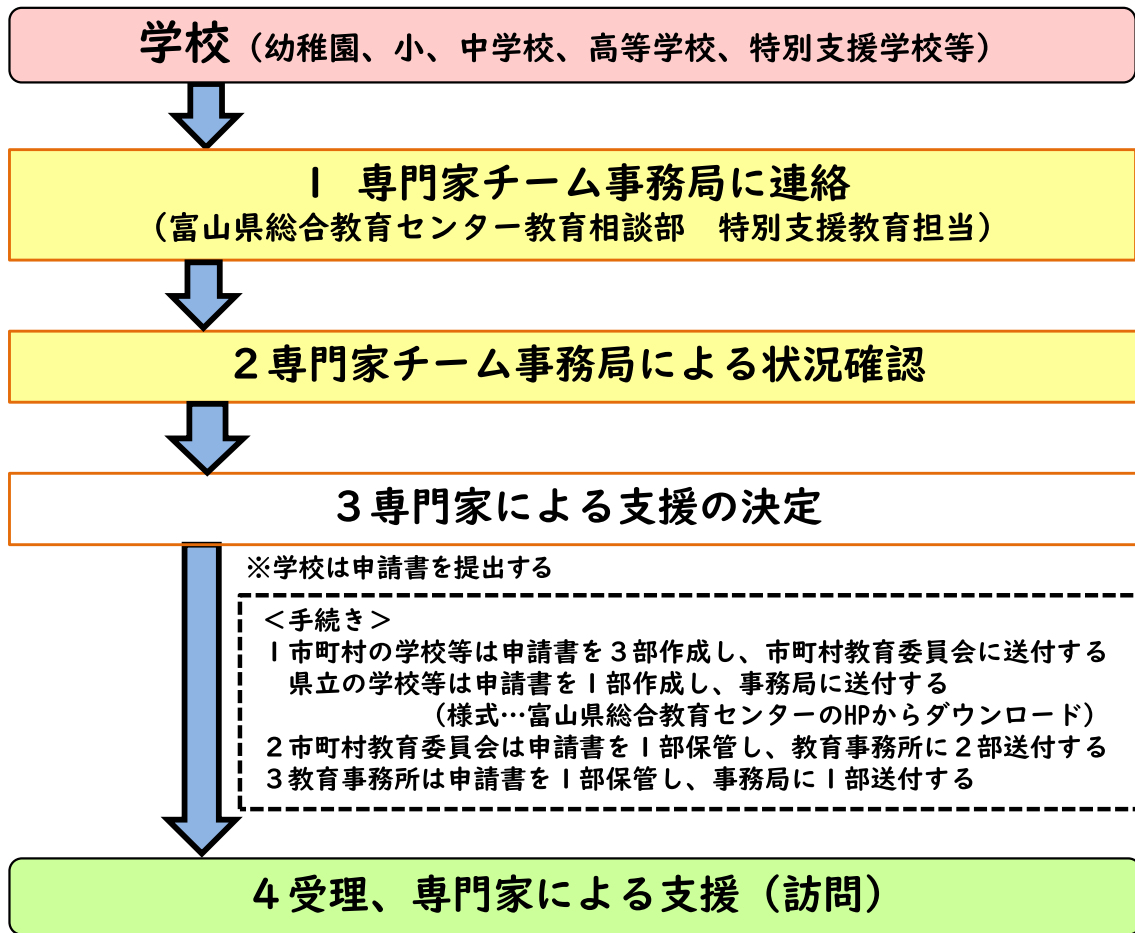 学校（幼稚園、小、中学校、高等学校、特別支援学校等）
１ 専門家チーム事務局に連絡
（富山県総合教育センター教育相談部　特別支援教育担当）
２専門家チーム事務局による状況確認
３専門家による支援の決定
※学校は申請書を提出する
＜手続き＞
１市町村の学校等は申請書を３部作成し、市町村教育委員会に送付する
県立の学校等は申請書を１部作成し、事務局に送付する
（様式…富山県総合教育センターのHPからダウンロード）
２市町村教育委員会は申請書を１部保管し、教育事務所に２部送付する
３教育事務所は申請書を１部保管し、事務局に１部送付する
４受理、専門家による支援（訪問）